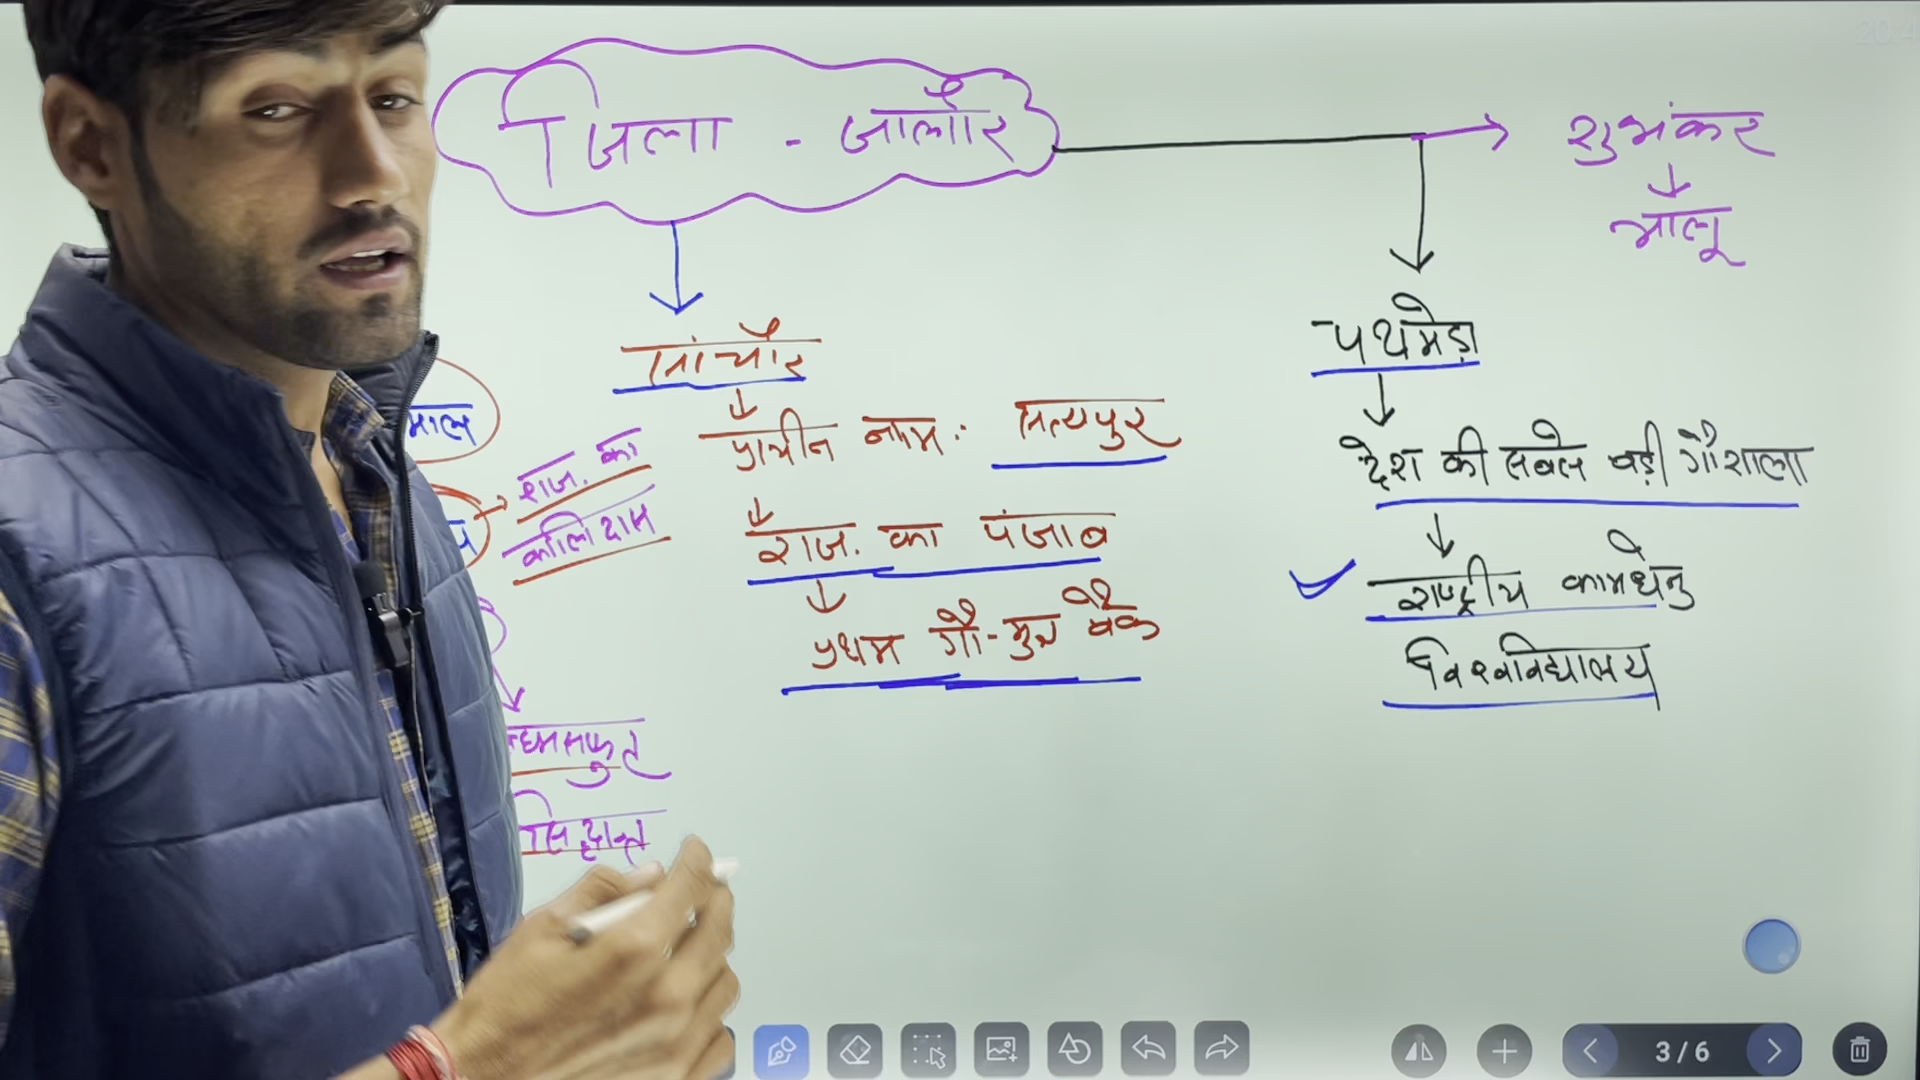 जिला - जालौर
शुभंकर
भालू
सांचौर
प्राचीन नाम: सत्यपुर
राज. का पंजाब
प्रथम गौ-मूत्र बैंक
पथमेड़ा
देश की सबसे बड़ी गौशाला
राष्ट्रीय कामधेनु
विश्वविद्यालय
माल
राज. का
कालिदास
सिद्धान्त
3/6